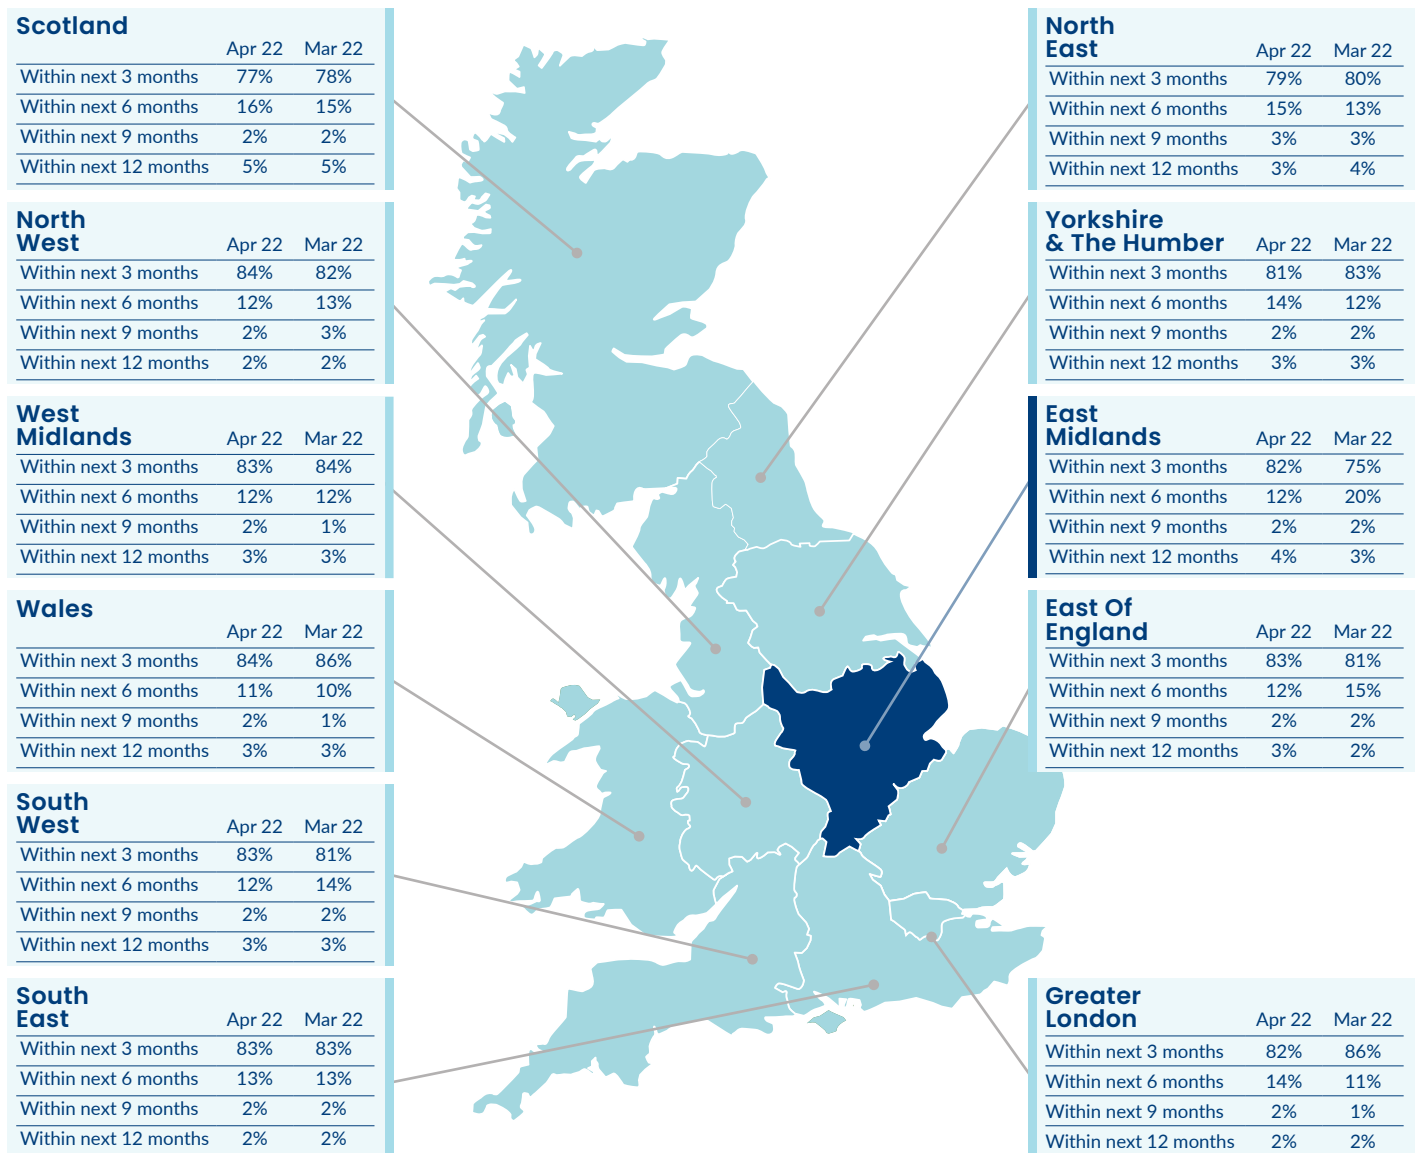 Scotland
Apr 22 Mar 22
Within next 3 months 77% 78%
Within next 6 months 16% 15%
Within next 9 months 2% 2%
Within next 12 months 5% 5%
North
West
Apr 22 Mar 22
Within next 3 months 84% 82%
Within next 6 months 12% 13%
Within next 9 months 2% 3%
Within next 12 months 2% 2%
West
Midlands
Apr 22 Mar 22
Within next 3 months 83% 84%
Within next 6 months 12% 12%
Within next 9 months 2% 1%
Within next 12 months 3% 3%
Wales
Apr 22 Mar 22
Within next 3 months 84% 86%
Within next 6 months 11% 10%
Within next 9 months 2% 1%
Within next 12 months 3% 3%
South
West
Apr 22 Mar 22
Within next 3 months 83% 81%
Within next 6 months 12% 14%
Within next 9 months 2% 2%
Within next 12 months 3% 3%
South
East
Apr 22 Mar 22
Within next 3 months 83% 83%
Within next 6 months 13% 13%
Within next 9 months 2% 2%
Within next 12 months 2% 2%
North
East
Apr 22 Mar 22
Within next 3 months 79% 80%
Within next 6 months 15% 13%
Within next 9 months 3% 3%
Within next 12 months 3% 4%
Yorkshire
& The Humber
Apr 22 Mar 22
Within next 3 months 81% 83%
Within next 6 months 14% 12%
Within next 9 months 2% 2%
Within next 12 months 3% 3%
East
Midlands
Apr 22 Mar 22
Within next 3 months 82% 75%
Within next 6 months 12% 20%
Within next 9 months 2% 2%
Within next 12 months 4% 3%
East Of
England
Apr 22 Mar 22
Within next 3 months 83% 81%
Within next 6 months 12% 15%
Within next 9 months 2% 2%
Within next 12 months 3% 2%
Greater
London
Apr 22 Mar 22
Within next 3 months 82% 86%
Within next 6 months 14% 11%
Within next 9 months 2% 1%
Within next 12 months 2% 2%